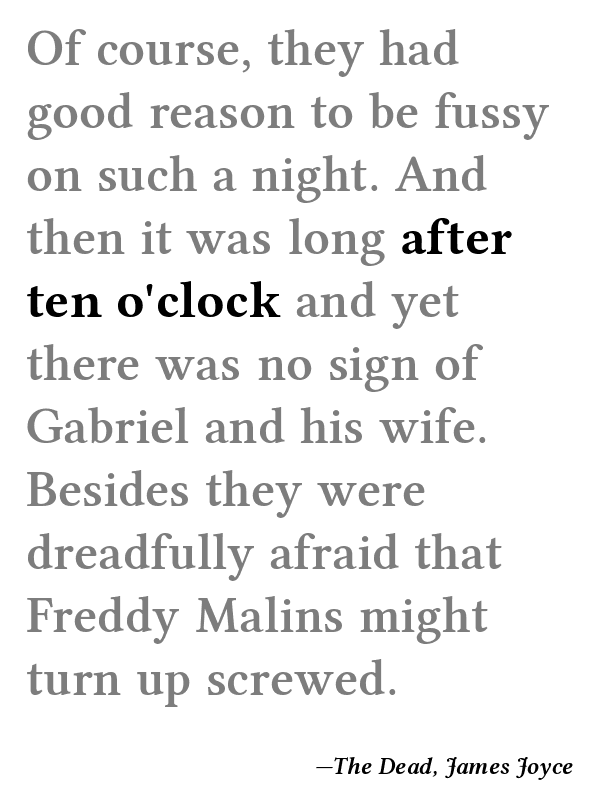 Of course, they had
good reason to be fussy
on such a night. And
then it was long after
ten o'clock and yet
there was no sign of
Gabriel and his wife.
Besides they were
dreadfully afraid that
Freddy Malins might
turn up screwed.
—The Dead, James Joyce